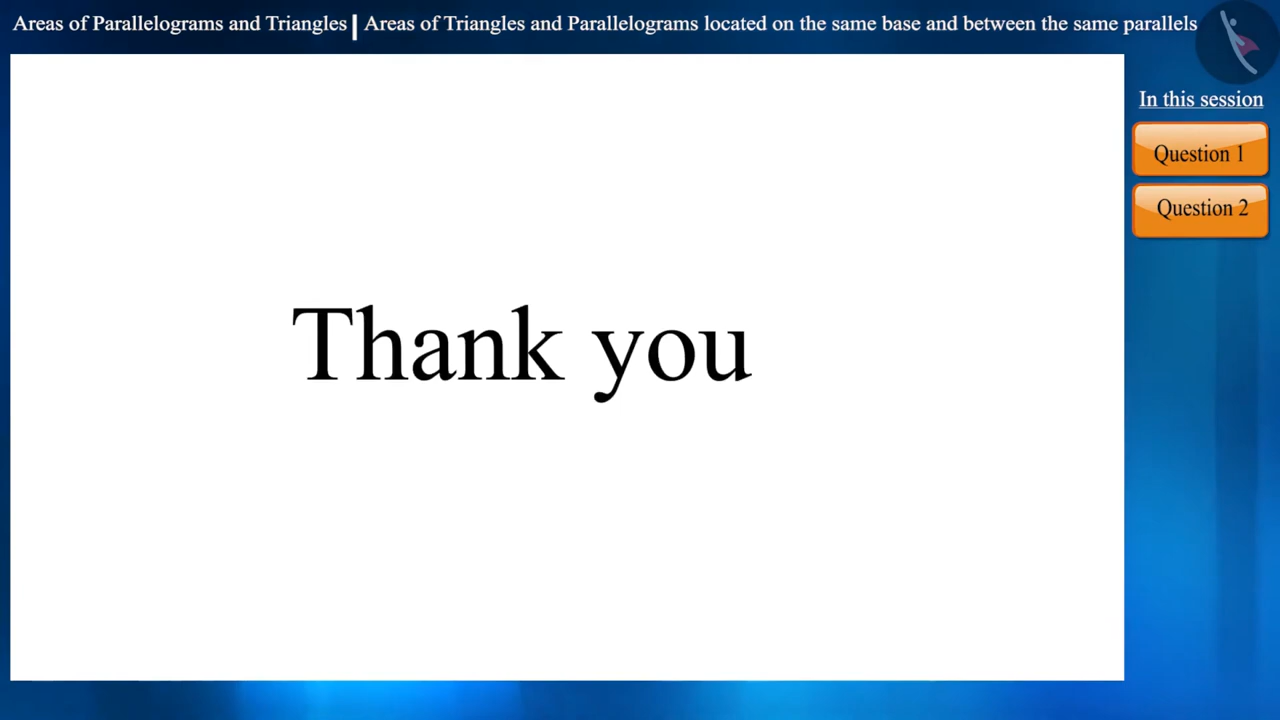 Areas of Parallelograms and Triangles | Areas of Triangles and Parallelograms located on the same base and between the same parallels
In this session
Question 1
Question 2
Thank you